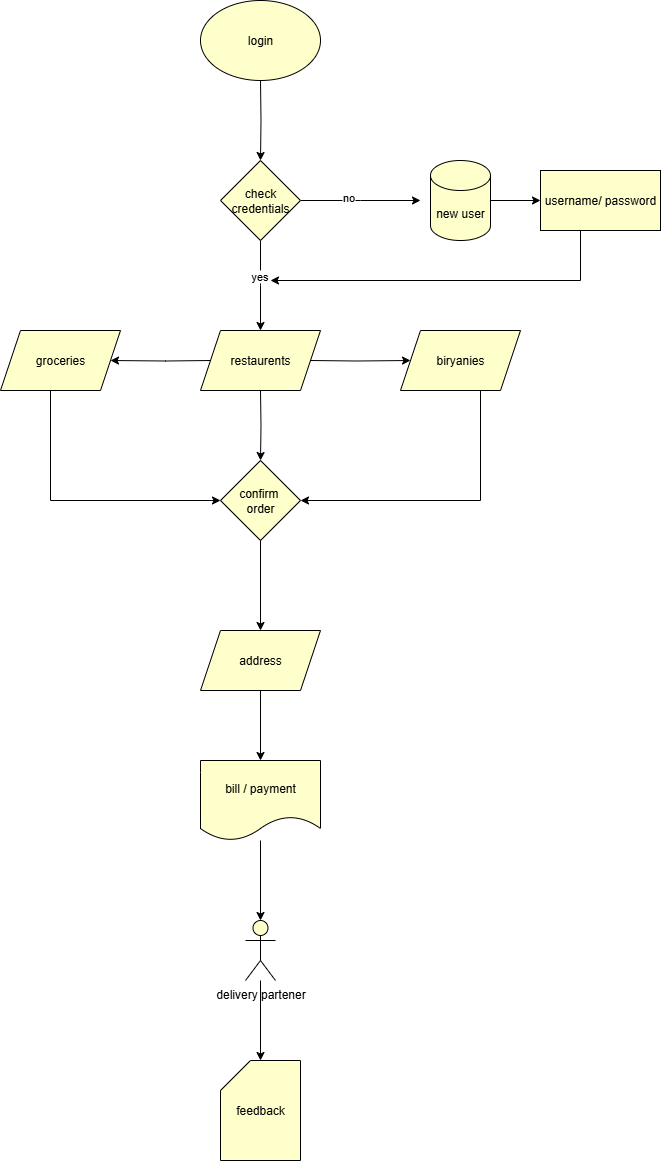 login
check
credentials
no
new user
username/ password
yes
groceries
restaurents
biryanies
confirm
order
address
bill / payment
delivery partener
feedback